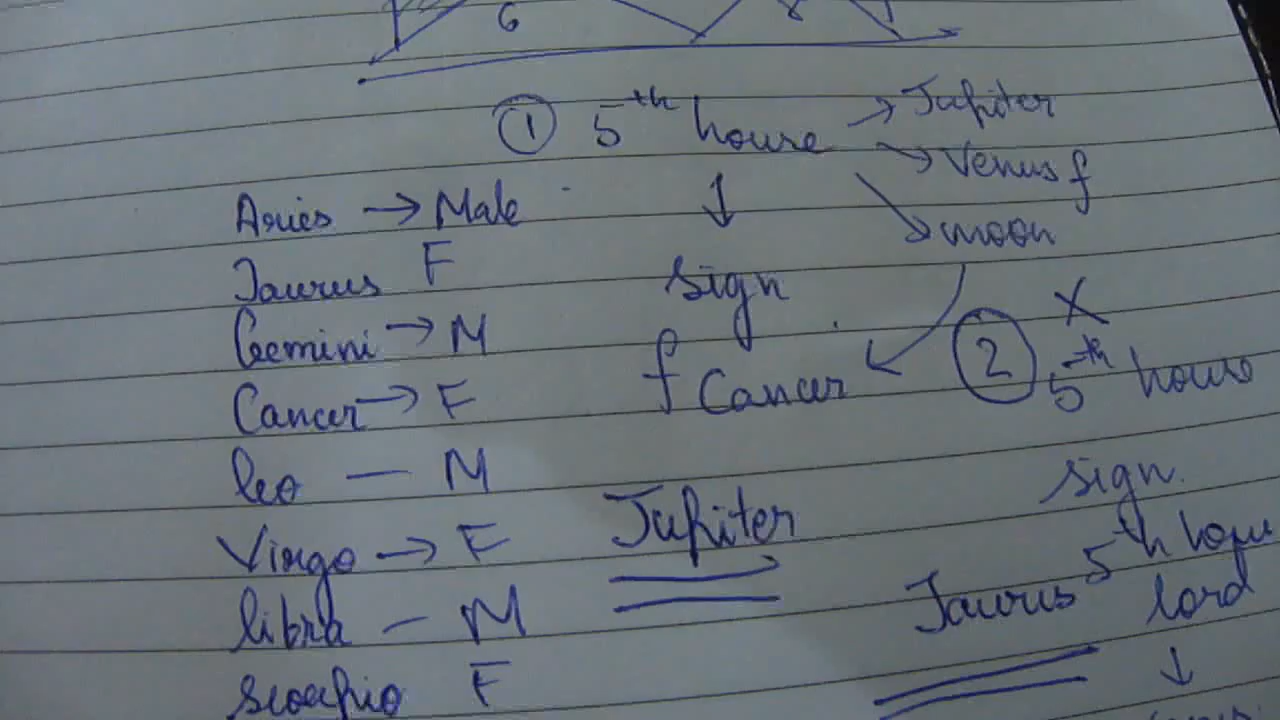 6 8
① 5th house → Jupiter
→ Venus f
→ moon
Aries → Male
↓
Taurus F
sign
Gemini → M
X
f Cancer
② 5th house
Cancer → F
leo — M
sign.
Jupiter
Virgo → F
5th house
Taurus lord
libra — M
↓
scorpio F